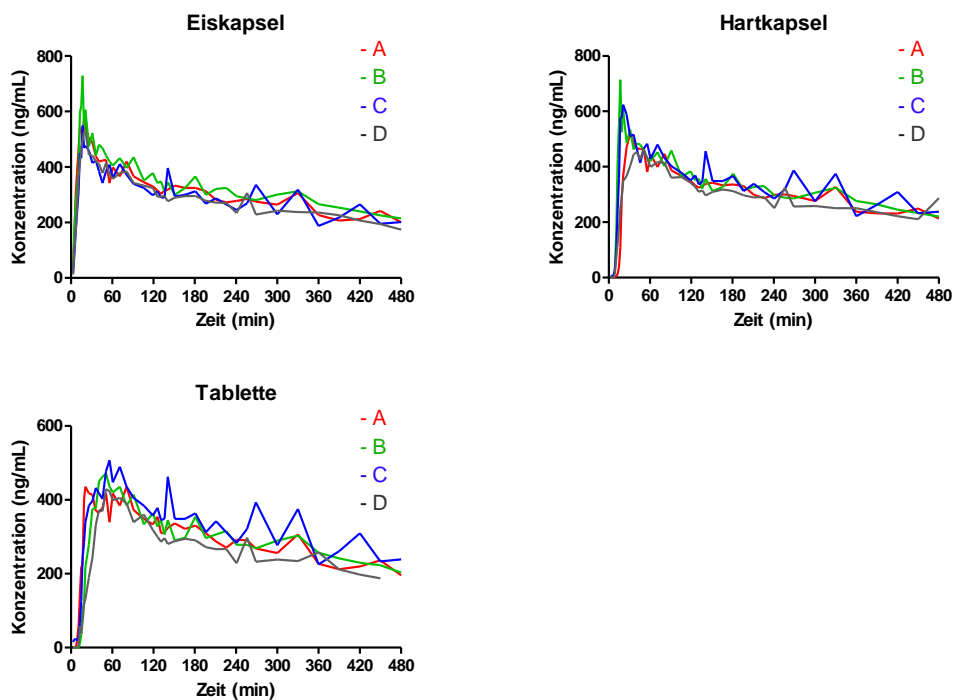 Eiskapsel
- A
- B
- C
- D
Konzentration (ng/mL)
800
600
400
200
0
0 60 120 180 240 300 360 420 480
Zeit (min)
Hartkapsel
- A
- B
- C
- D
Konzentration (ng/mL)
800
600
400
200
0
0 60 120 180 240 300 360 420 480
Zeit (min)
Tablette
- A
- B
- C
- D
Konzentration (ng/mL)
600
400
200
0
0 60 120 180 240 300 360 420 480
Zeit (min)